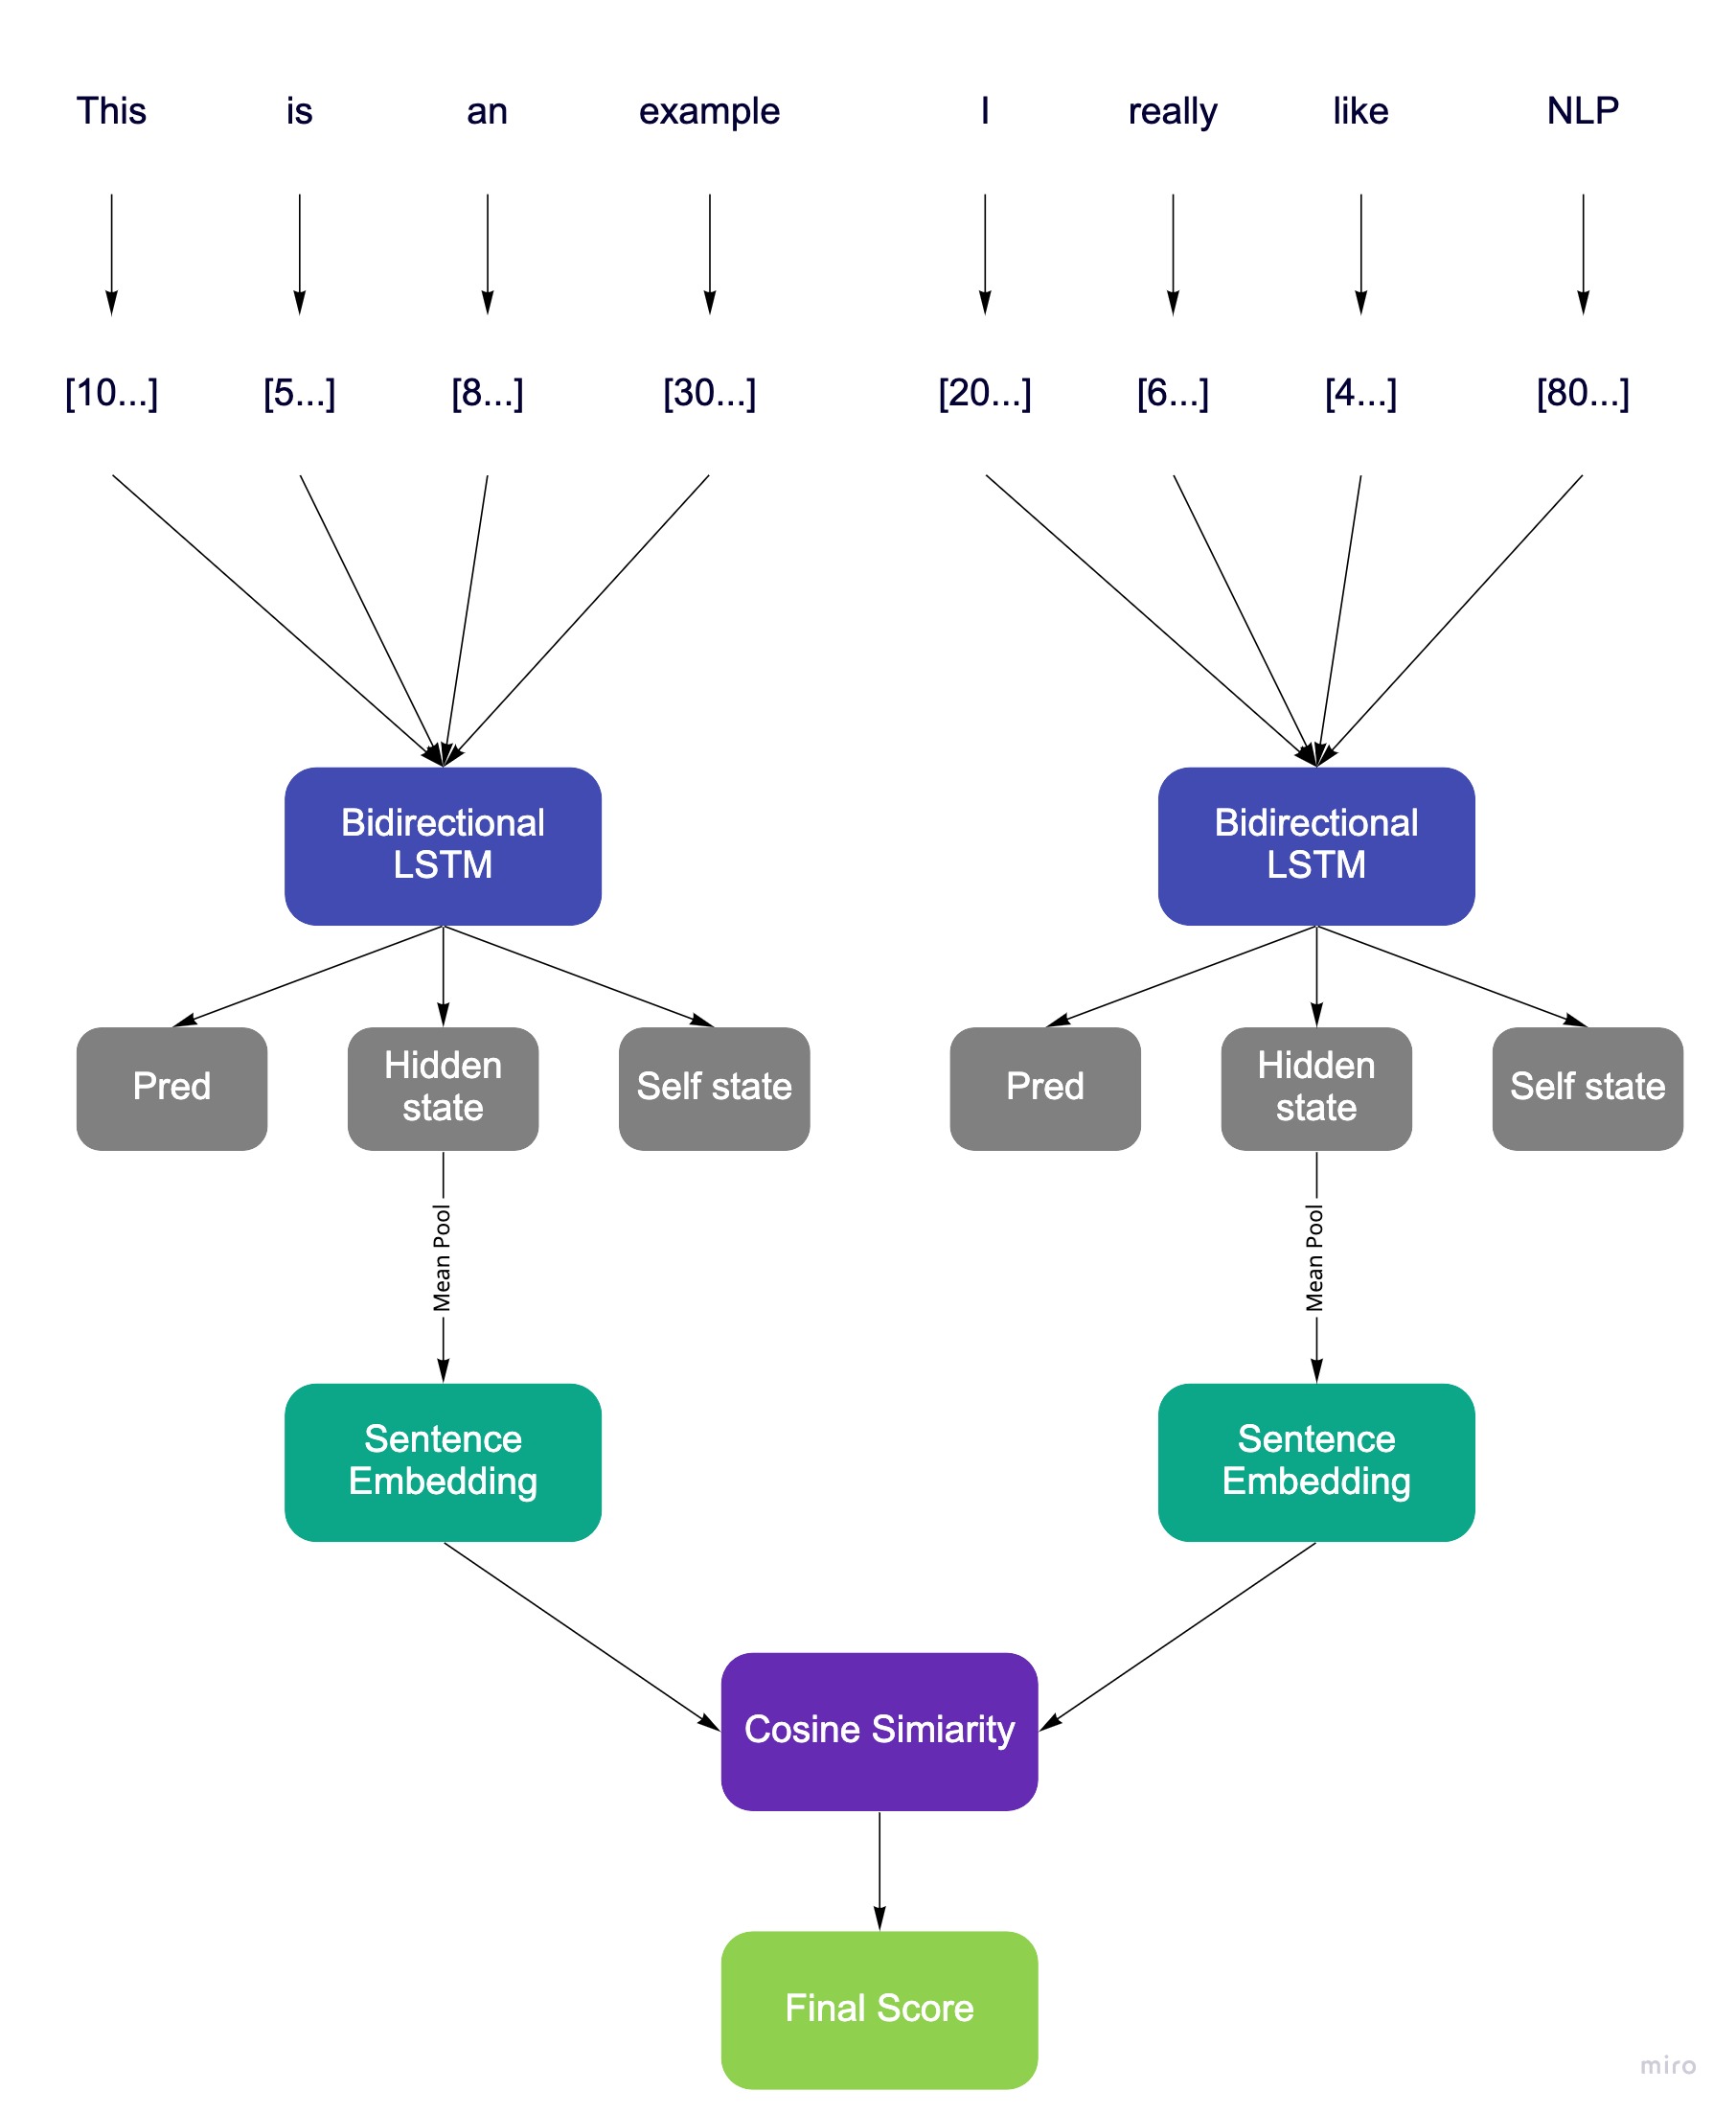 This is an example I really like NLP
[10...] [5...] [8...] [30...] [20...] [6...] [4...] [80...]
Bidirectional
LSTM
Bidirectional
LSTM
Pred
Hidden
state
Self state
Pred
Hidden
state
Self state
Mean Pool
Mean Pool
Sentence
Embedding
Sentence
Embedding
Cosine Simiarity
Final Score
miro